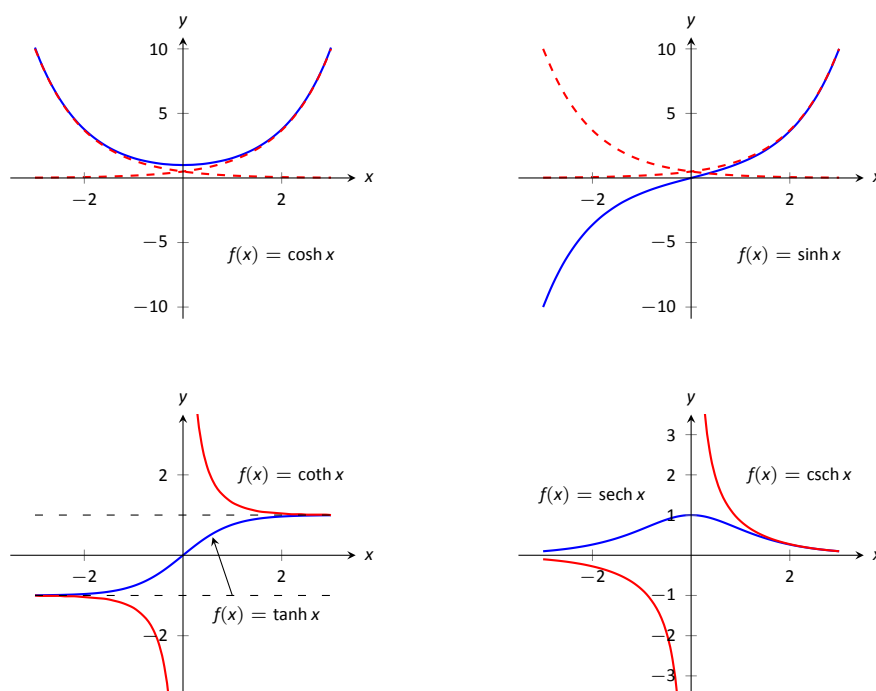 y
10
5
x
−2
2
−5
f(x) = cosh x
−10
y
10
5
x
−2
2
−5
f(x) = sinh x
−10
y
2
f(x) = coth x
x
−2
2
f(x) = tanh x
−2
y
3
2
f(x) = csch x
f(x) = sech x
1
x
−2
2
−1
−2
−3